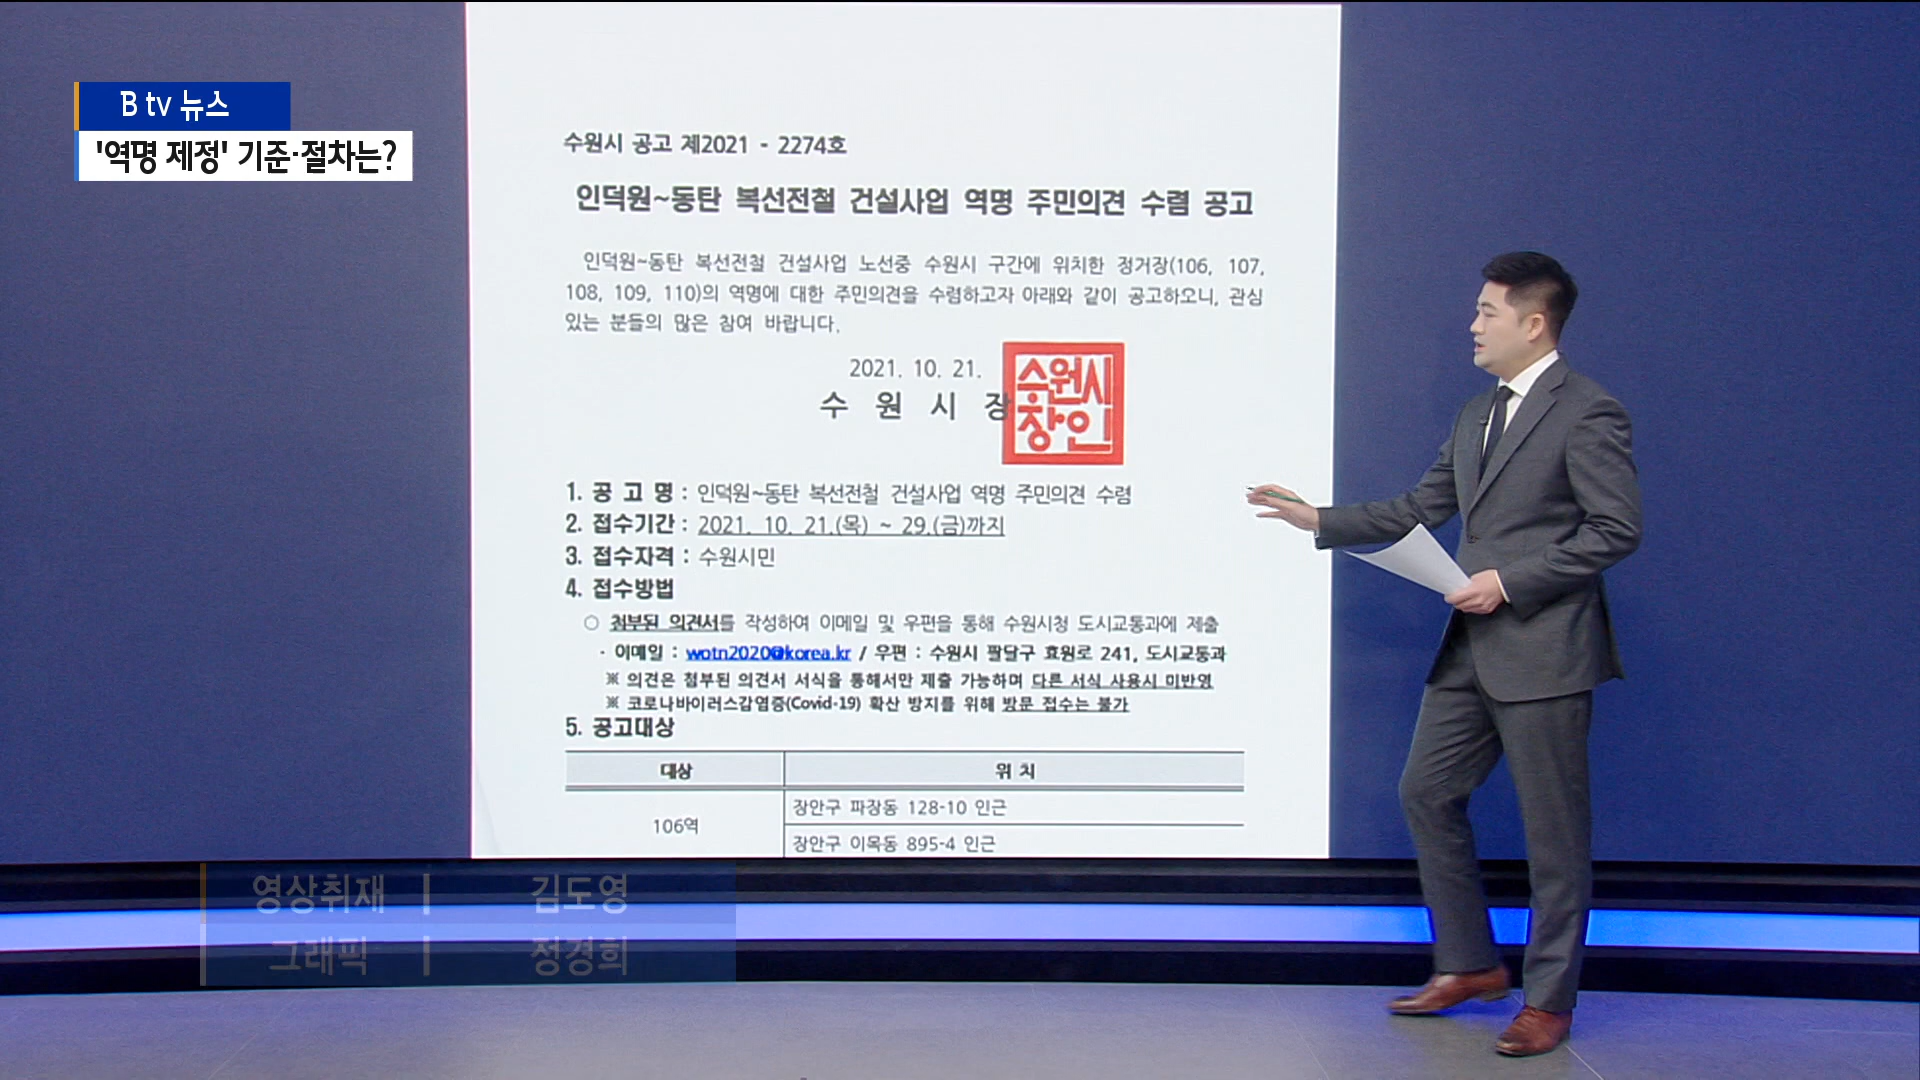 B tv 뉴스
'역명 제정' 기준·절차는?
수원시 공고 제2021 - 2274호
인덕원~동탄 복선전철 건설사업 역명 주민의견 수렴 공고
인덕원~동탄 복선전철 건설사업 노선중 수원시 구간에 위치한 정거장(106, 107,
108, 109, 110)의 역명에 대한 주민의견을 수렴하고자 아래와 같이 공고하오니, 관심
있는 분들의 많은 참여 바랍니다.
2021. 10. 21.
수 원 시 장
수원시
장인
1. 공 고 명 : 인덕원~동탄 복선전철 건설사업 역명 주민의견 수렴
2. 접수기간 : 2021. 10. 21.(목) ~ 29.(금)까지
3. 접수자격 : 수원시민
4. 접수방법
○ 첨부된 의견서를 작성하여 이메일 및 우편을 통해 수원시청 도시교통과에 제출
- 이메일 : wotn2020@korea.kr / 우편 : 수원시 팔달구 효원로 241, 도시교통과
※ 의견은 첨부된 의견서 서식을 통해서만 제출 가능하며 다른 서식 사용시 미반영
※ 코로나바이러스감염증(Covid-19) 확산 방지를 위해 방문 접수는 불가
5. 공고대상
대상 위 치
106역
장안구 파장동 128-10 인근
장안구 이목동 895-4 인근
영상취재 | 김도영
그래픽 | 정경희